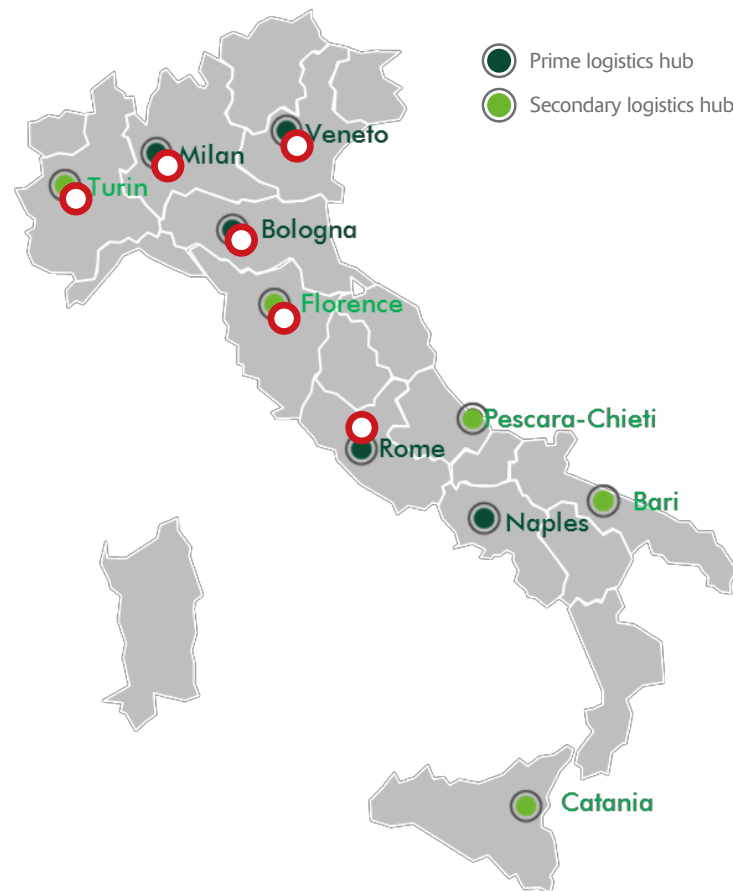 Prime logistics hub
Secondary logistics hub
Veneto
Milan
Turin
Bologna
Florence
Pescara-Chieti
Rome
Bari
Naples
Catania